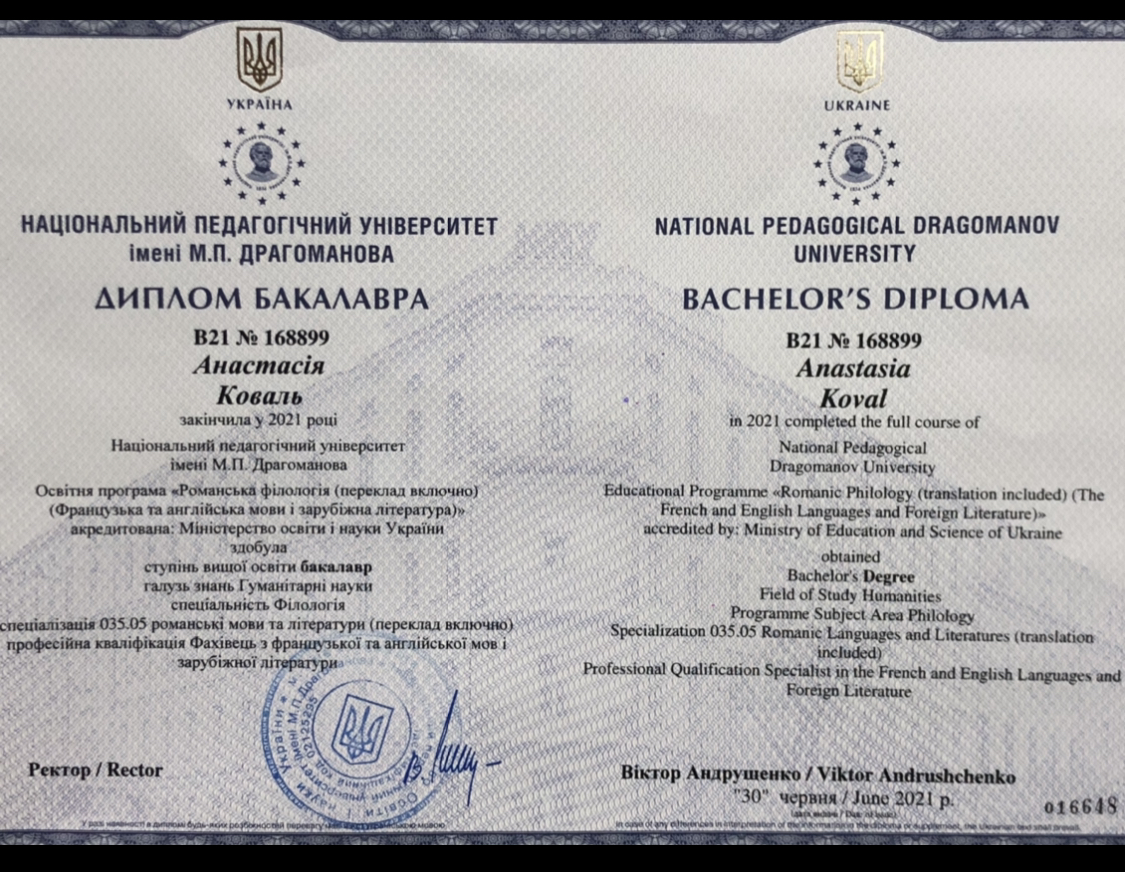 УКРАЇНА
НАЦІОНАЛЬНИЙ ПЕДАГОГІЧНИЙ УНІВЕРСИТЕТ
імені М.П. ДРАГОМАНОВА
ДИПЛОМ БАКАЛАВРА
B21 № 168899
Анастасія
Коваль
закінчила у 2021 році
Національний педагогічний університет
імені М.П. Драгоманова
Освітня програма «Романська філологія (переклад включно)
(Французька та англійська мови і зарубіжна література)»
акредитована: Міністерство освіти і науки України
здобула
ступінь вищої освіти бакалавр
галузь знань Гуманітарні науки
спеціальність Філологія
спеціалізація 035.05 романські мови та літератури (переклад включно)
професійна кваліфікація Фахівець з французької та англійської мов і
зарубіжної літератури
02125295
Ректор / Rector
UKRAINE
NATIONAL PEDAGOGICAL DRAGOMANOV
UNIVERSITY
BACHELOR'S DIPLOMA
B21 № 168899
Anastasia
Koval
in 2021 completed the full course of
National Pedagogical
Dragomanov University
Educational Programme «Romanic Philology (translation included) (The
French and English Languages and Foreign Literature)»
accredited by: Ministry of Education and Science of Ukraine
obtained
Bachelor's Degree
Field of Study Humanities
Programme Subject Area Philology
Specialization 035.05 Romanic Languages and Literatures (translation
included)
Professional Qualification Specialist in the French and English Languages and
Foreign Literature
Віктор Андрущенко / Viktor Andrushchenko
"30" червня / June 2021 р.
016648